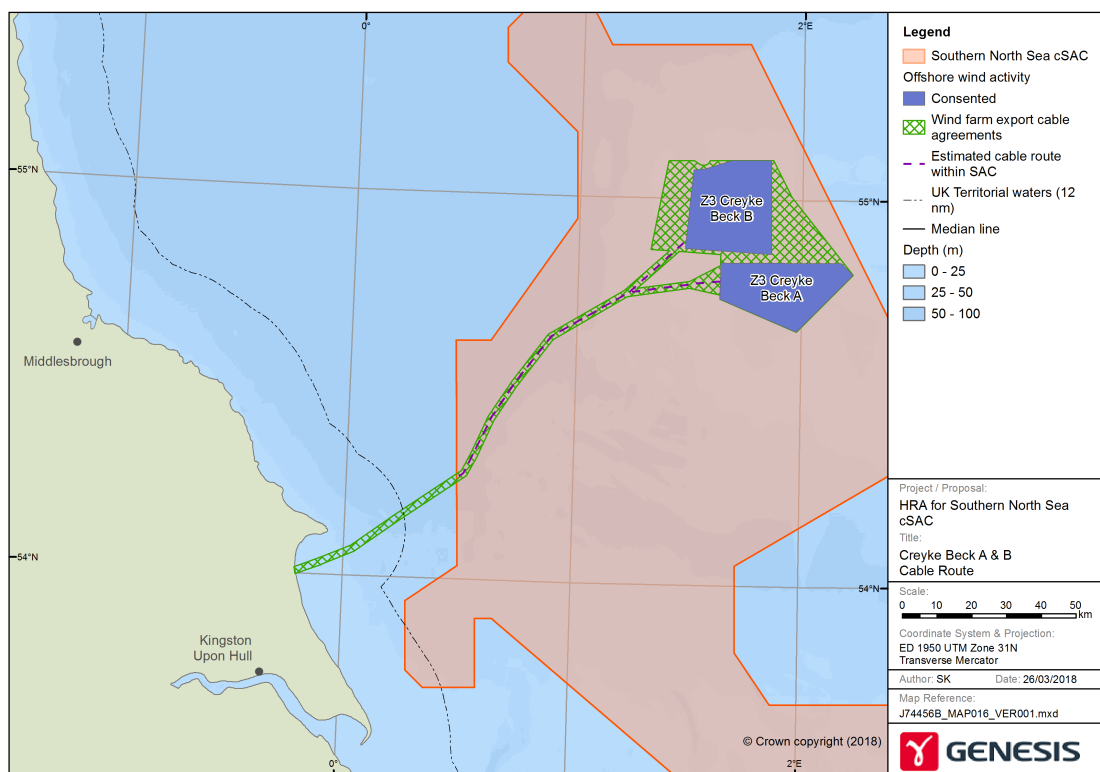 0°
2°E
55°N
55°N
Z3 Creyke
Beck B
Z3 Creyke
Beck A
Middlesbrough
54°N
54°N
Kingston
Upon Hull
© Crown copyright (2018)
0°
2°E
Legend
Southern North Sea cSAC
Offshore wind activity
Consented
Wind farm export cable
agreements
Estimated cable route
within SAC
UK Territorial waters (12
nm)
Median line
Depth (m)
0 - 25
25 - 50
50 - 100
Project / Proposal:
HRA for Southern North Sea
cSAC
Title:
Creyke Beck A & B
Cable Route
Scale:
0 10 20 30 40 50
km
Coordinate System & Projection:
ED 1950 UTM Zone 31N
Transverse Mercator
Author: SK Date: 26/03/2018
Map Reference:
J74456B_MAP016_VER001.mxd
GENESIS